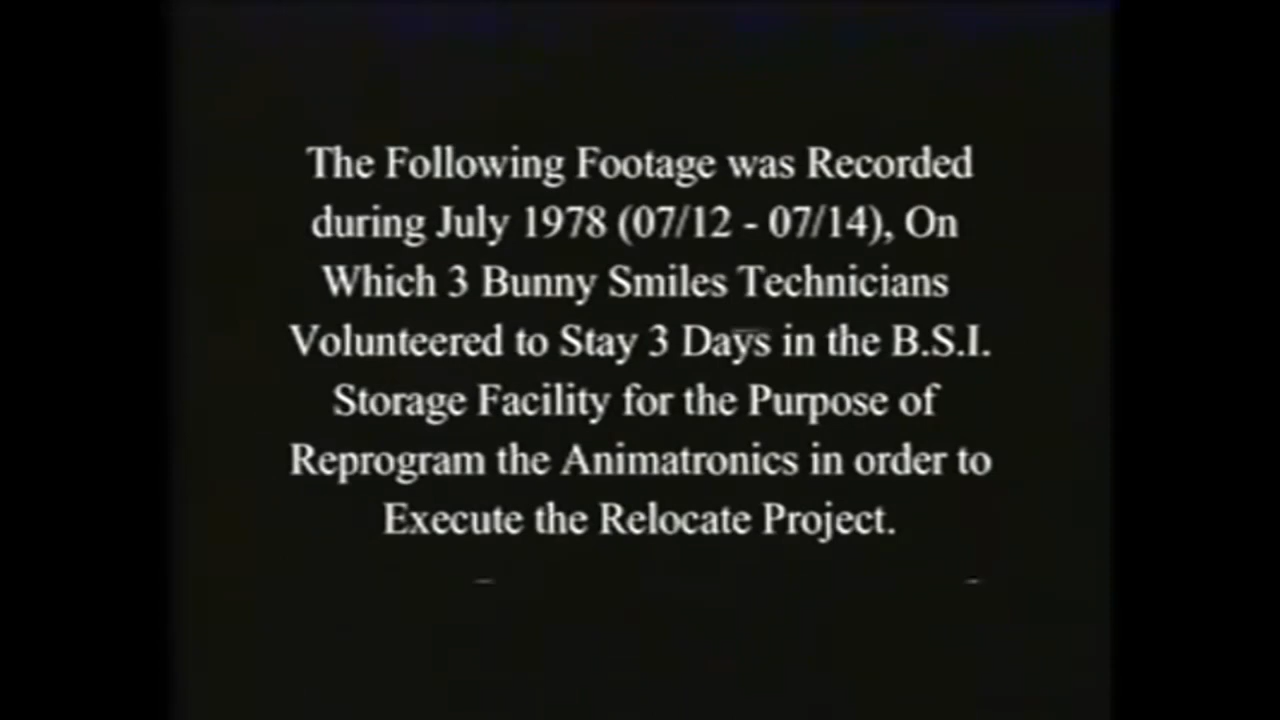 The Following Footage was Recorded
during July 1978 (07/12 - 07/14), On
Which 3 Bunny Smiles Technicians
Volunteered to Stay 3 Days in the B.S.I.
Storage Facility for the Purpose of
Reprogram the Animatronics in order to
Execute the Relocate Project.